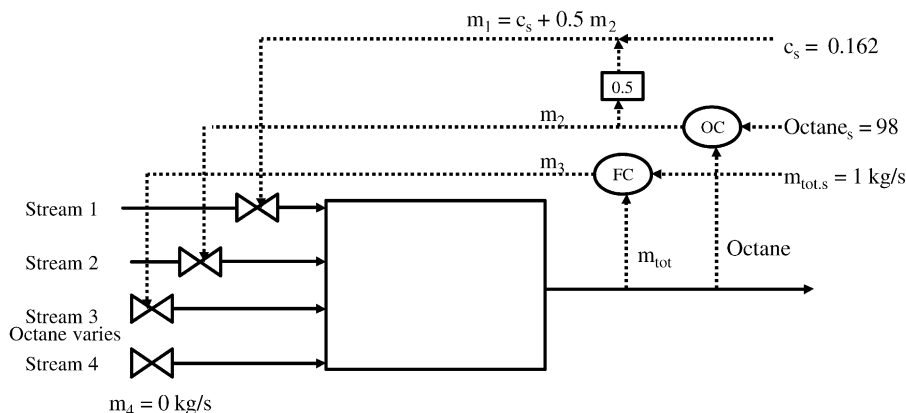 m₁ = cₛ + 0.5 m₂
cₛ = 0.162
0.5
m₂
OC
Octaneₛ = 98
m₃
FC
mₜₒₜ.ₛ = 1 kg/s
Stream 1
Stream 2
mₜₒₜ
Octane
Stream 3
Octane varies
Stream 4
m₄ = 0 kg/s